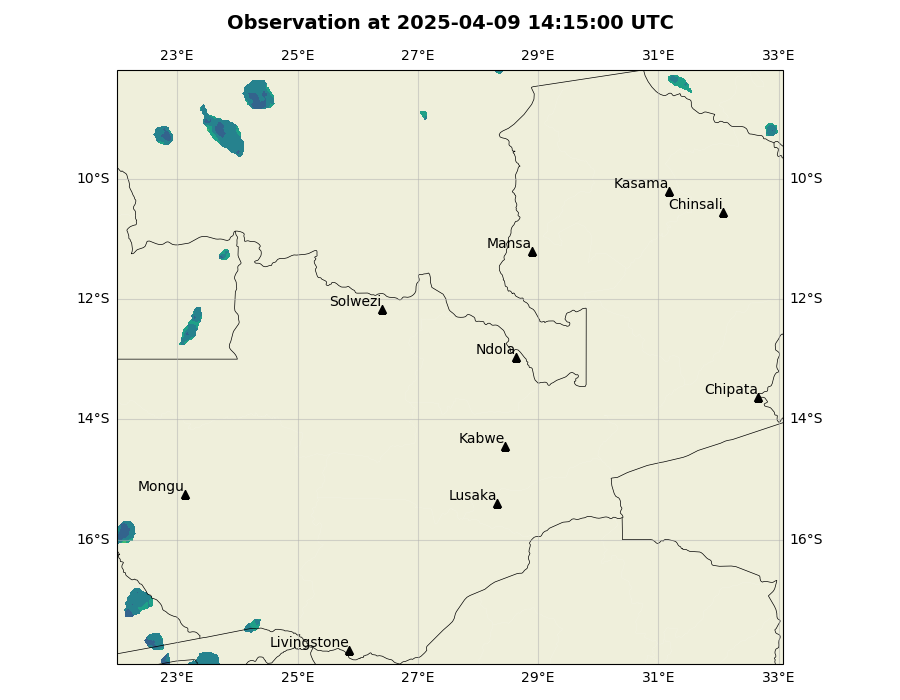 Observation at 2025-04-09 14:15:00 UTC
23°E 25°E 27°E 29°E 31°E 33°E
10°S 10°S
Kasama
Chinsali
Mansa
12°S 12°S
Solwezi
Ndola
Chipata
14°S 14°S
Kabwe
Mongu
Lusaka
16°S 16°S
Livingstone
23°E 25°E 27°E 29°E 31°E 33°E